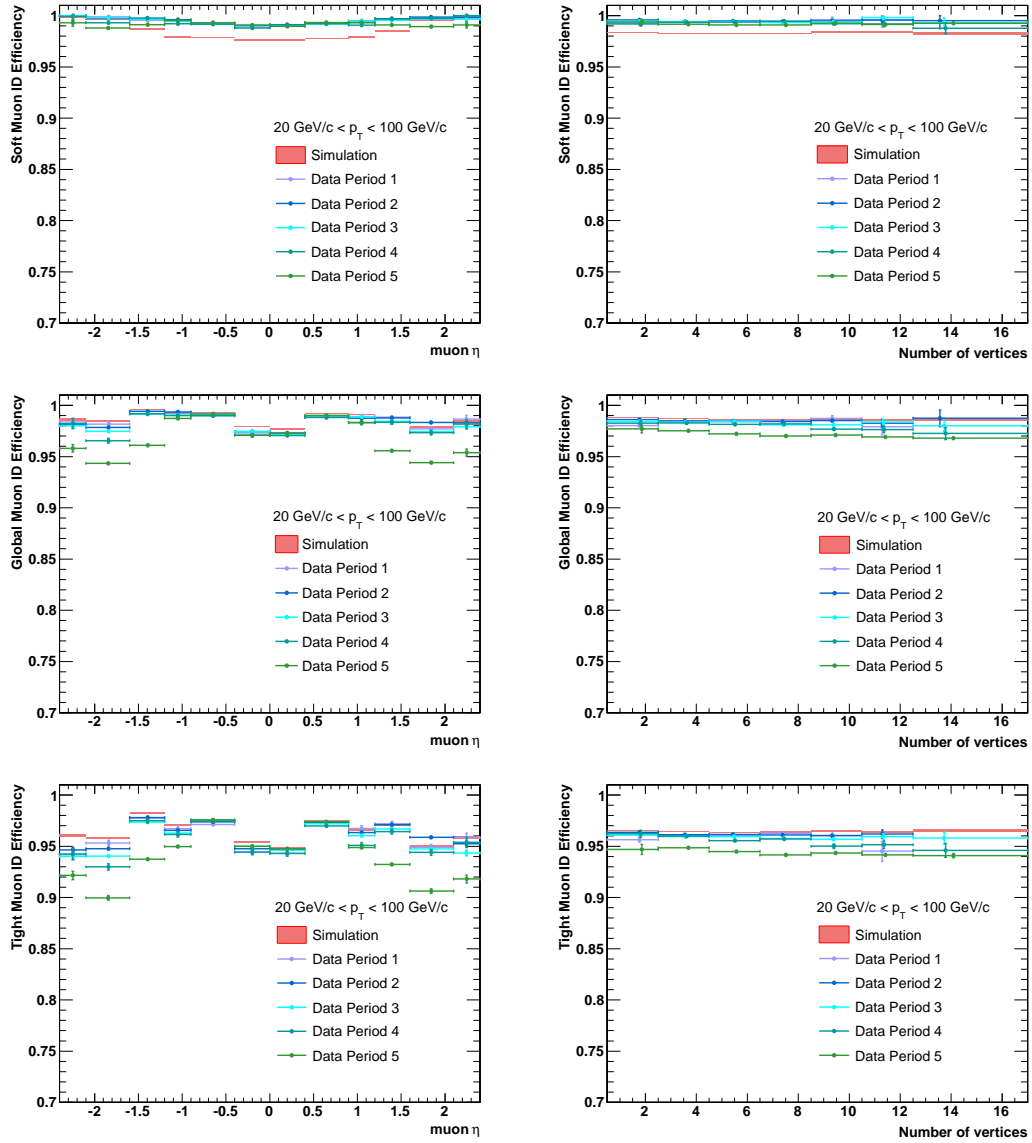 Soft Muon ID Efficiency
1
0.95
0.9
0.85
0.8
0.75
0.7
20 GeV/c < p_T < 100 GeV/c
Simulation
Data Period 1
Data Period 2
Data Period 3
Data Period 4
Data Period 5
-2 -1.5 -1 -0.5 0 0.5 1 1.5 2
muon η
Soft Muon ID Efficiency
1
0.95
0.9
0.85
0.8
0.75
0.7
20 GeV/c < p_T < 100 GeV/c
Simulation
Data Period 1
Data Period 2
Data Period 3
Data Period 4
Data Period 5
2 4 6 8 10 12 14 16
Number of vertices
Global Muon ID Efficiency
1
0.95
0.9
0.85
0.8
0.75
0.7
20 GeV/c < p_T < 100 GeV/c
Simulation
Data Period 1
Data Period 2
Data Period 3
Data Period 4
Data Period 5
-2 -1.5 -1 -0.5 0 0.5 1 1.5 2
muon η
Global Muon ID Efficiency
1
0.95
0.9
0.85
0.8
0.75
0.7
20 GeV/c < p_T < 100 GeV/c
Simulation
Data Period 1
Data Period 2
Data Period 3
Data Period 4
Data Period 5
2 4 6 8 10 12 14 16
Number of vertices
Tight Muon ID Efficiency
1
0.95
0.9
0.85
0.8
0.75
0.7
20 GeV/c < p_T < 100 GeV/c
Simulation
Data Period 1
Data Period 2
Data Period 3
Data Period 4
Data Period 5
-2 -1.5 -1 -0.5 0 0.5 1 1.5 2
muon η
Tight Muon ID Efficiency
1
0.95
0.9
0.85
0.8
0.75
0.7
20 GeV/c < p_T < 100 GeV/c
Simulation
Data Period 1
Data Period 2
Data Period 3
Data Period 4
Data Period 5
2 4 6 8 10 12 14 16
Number of vertices